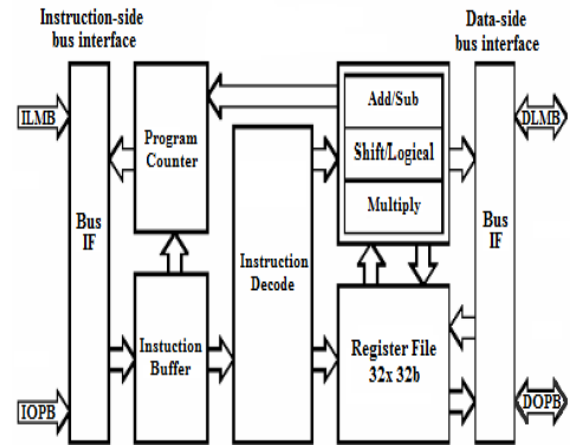 Instruction-side
bus interface
Data-side
bus interface
ILMB
IOPB
Bus
IF
Program
Counter
Instuction
Buffer
Instruction
Decode
Add/Sub
Shift/Logical
Multiply
Register File
32x 32b
Bus
IF
DLMB
DOPB